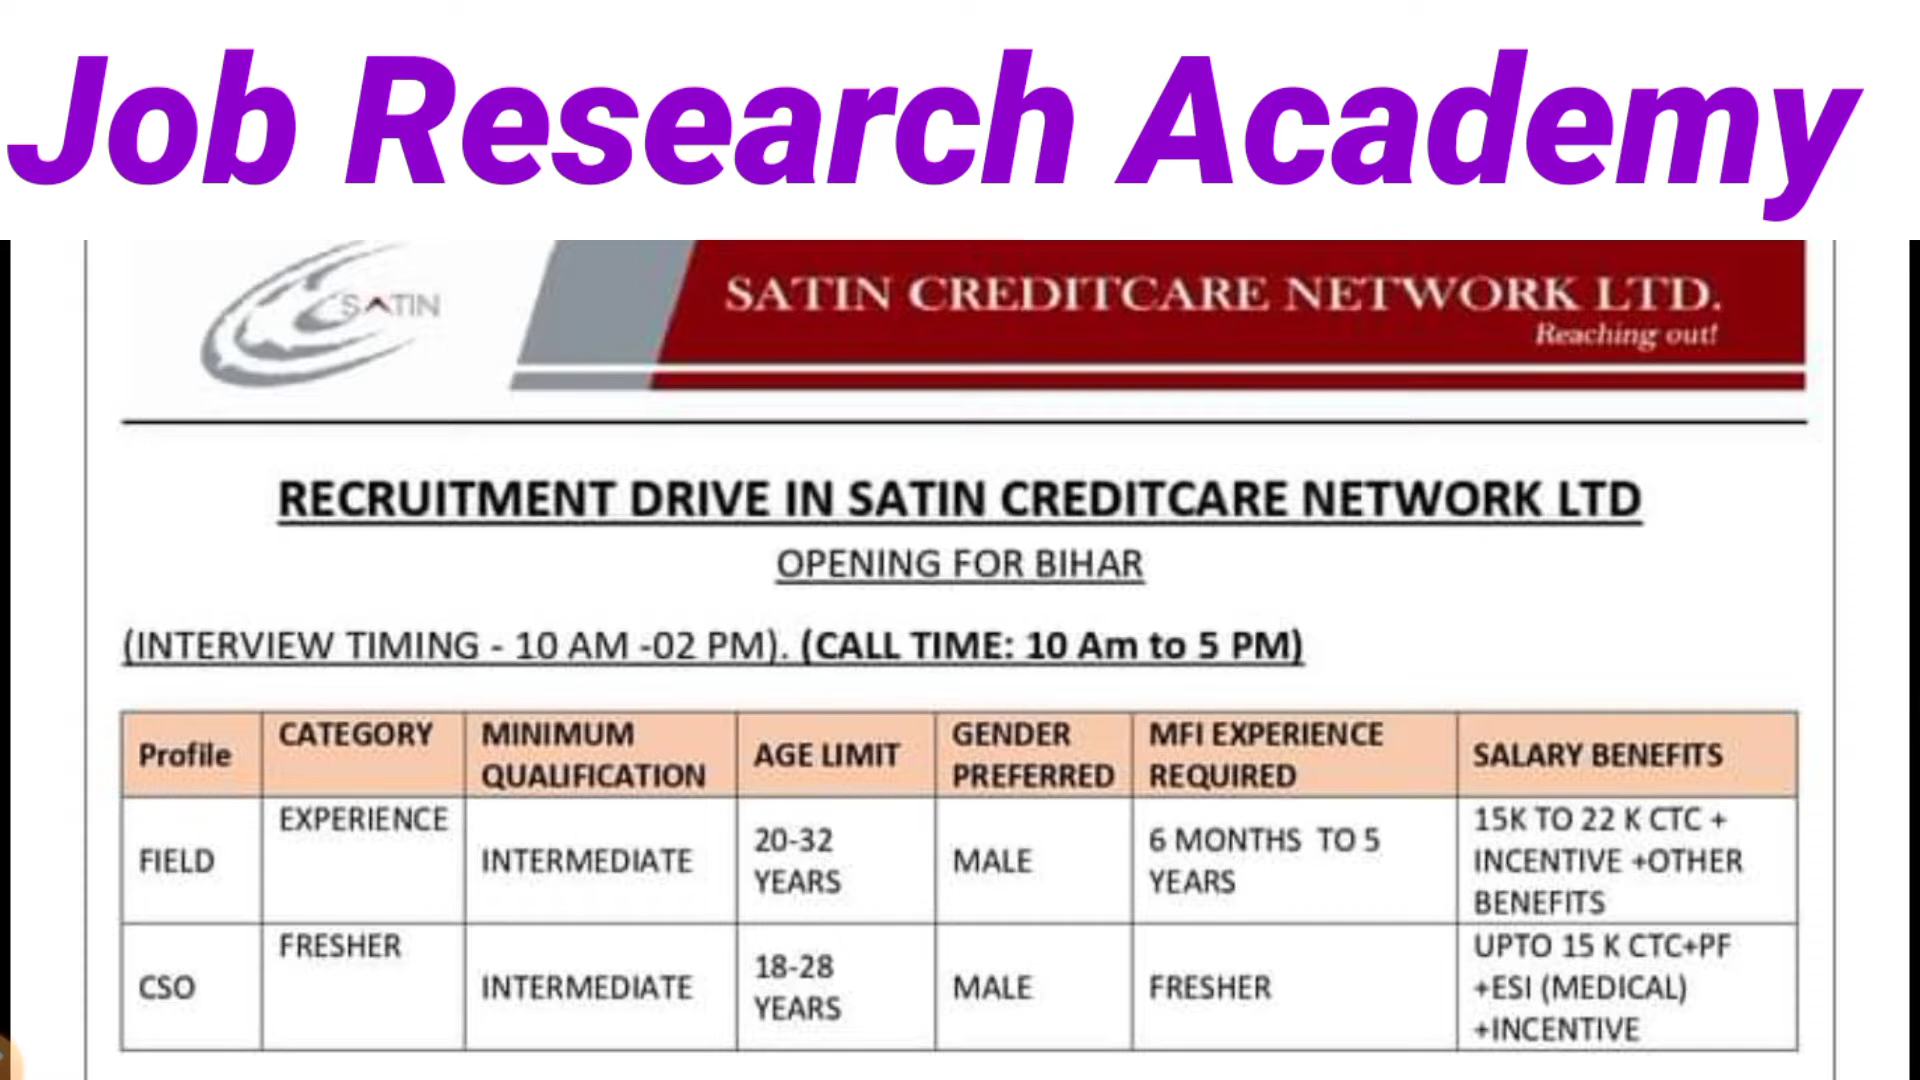 Job Research Academy
SATIN
SATIN CREDITCARE NETWORK LTD.
Reaching out!
RECRUITMENT DRIVE IN SATIN CREDITCARE NETWORK LTD
OPENING FOR BIHAR
(INTERVIEW TIMING - 10 AM -02 PM). (CALL TIME: 10 Am to 5 PM)
Profile CATEGORY MINIMUM QUALIFICATION AGE LIMIT GENDER PREFERRED MFI EXPERIENCE REQUIRED SALARY BENEFITS
FIELD EXPERIENCE INTERMEDIATE 20-32 YEARS MALE 6 MONTHS TO 5 YEARS 15K TO 22 K CTC + INCENTIVE +OTHER BENEFITS
CSO FRESHER INTERMEDIATE 18-28 YEARS MALE FRESHER UPTO 15 K CTC+PF +ESI (MEDICAL) +INCENTIVE